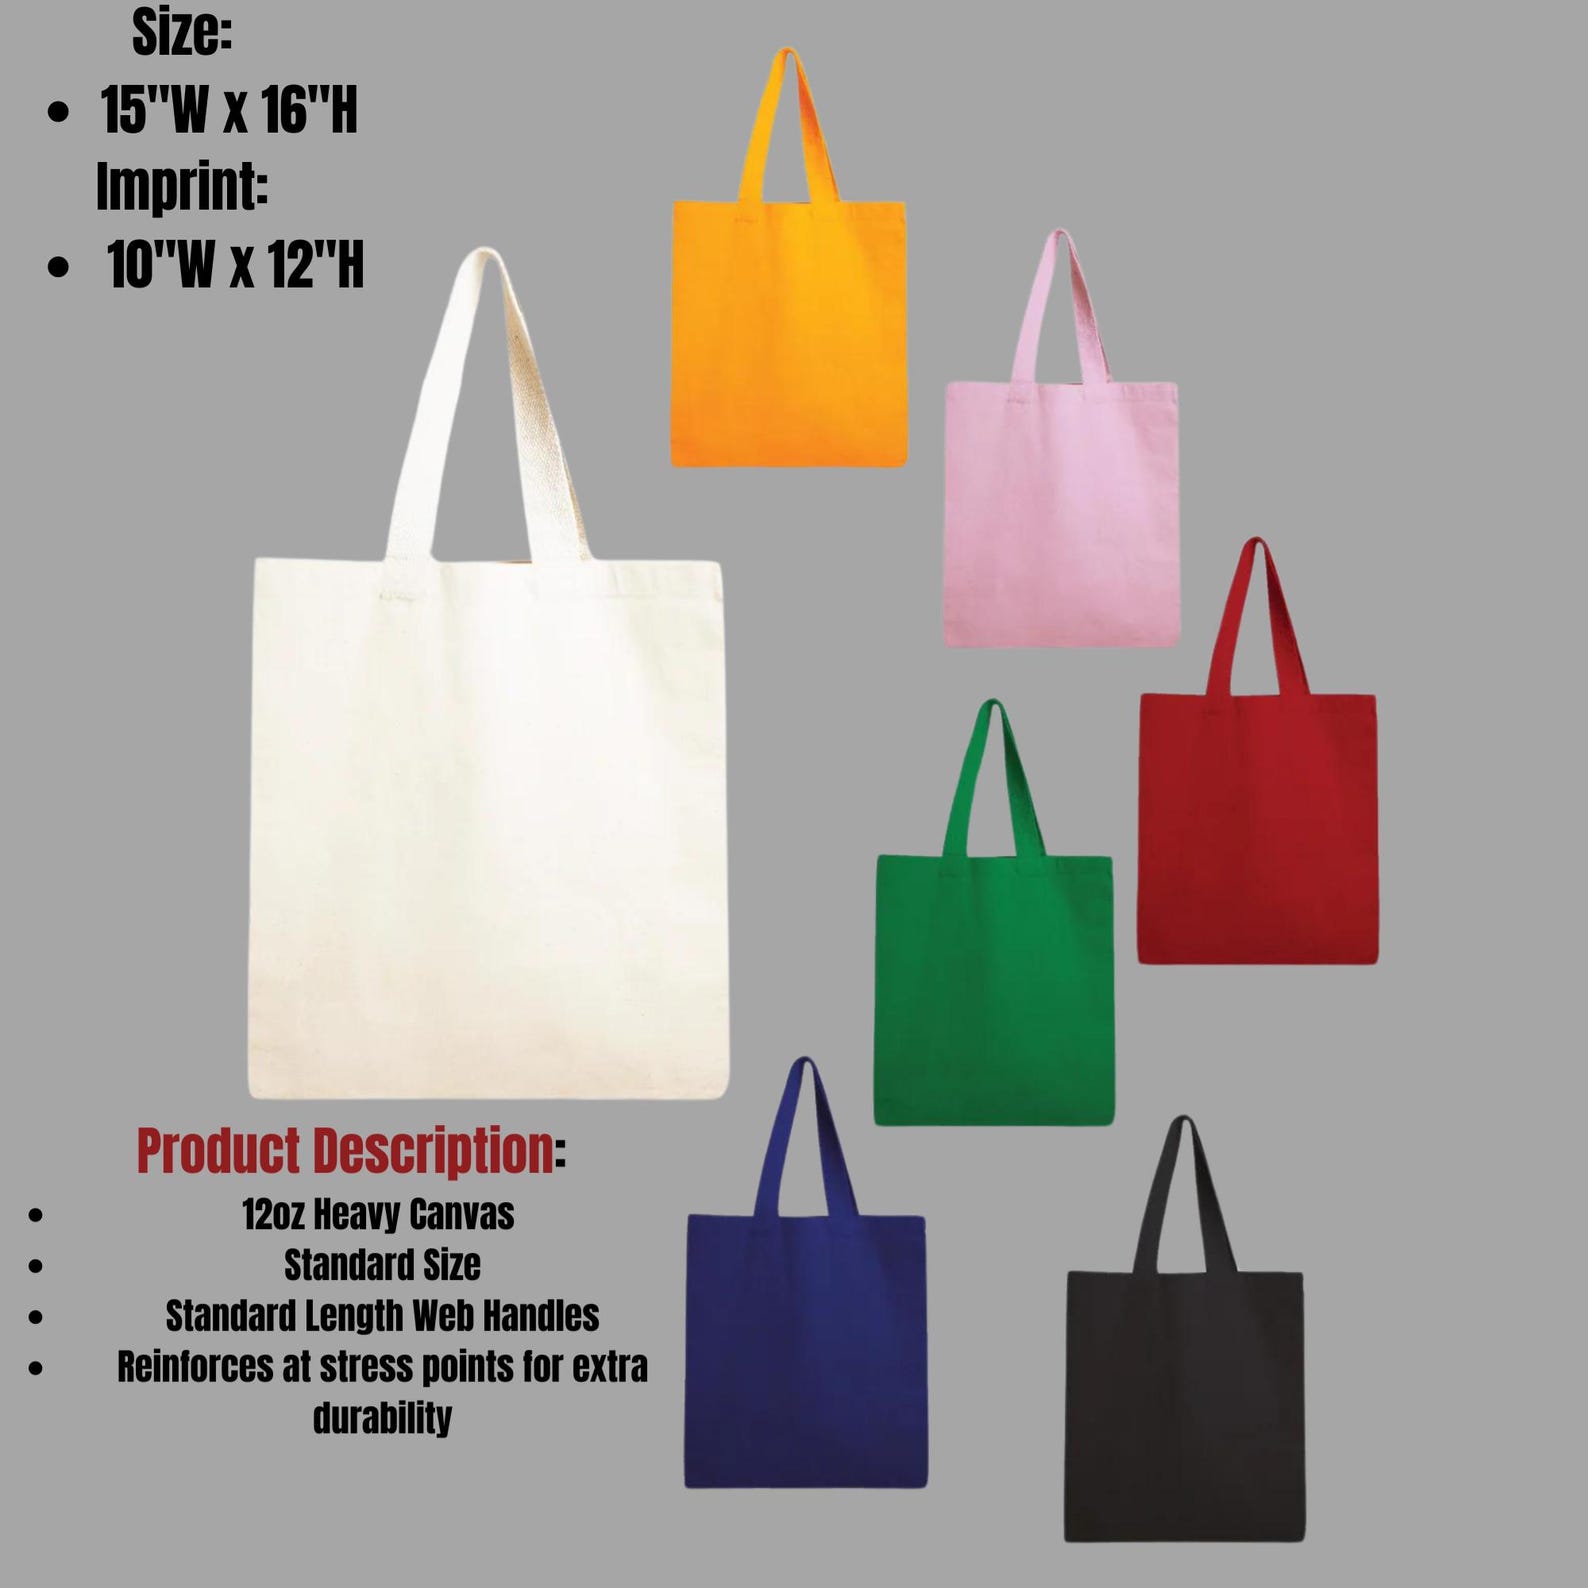 Size:
• 15"W x 16"H
Imprint:
• 10"W x 12"H
Product Description:
• 12oz Heavy Canvas
• Standard Size
• Standard Length Web Handles
• Reinforces at stress points for extra
durability